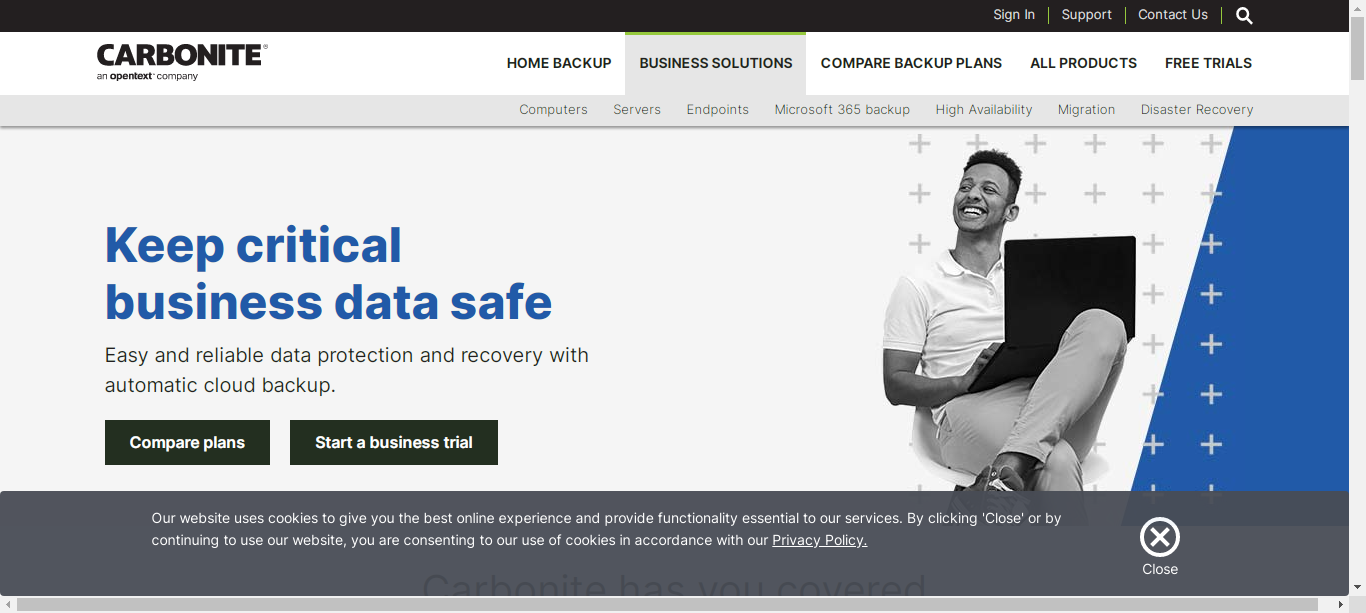 Sign In Support Contact Us
CARBONITE®
an opentext™ company
HOME BACKUP BUSINESS SOLUTIONS COMPARE BACKUP PLANS ALL PRODUCTS FREE TRIALS
Computers Servers Endpoints Microsoft 365 backup High Availability Migration Disaster Recovery
Keep critical
business data safe
Easy and reliable data protection and recovery with
automatic cloud backup.
Compare plans Start a business trial
Our website uses cookies to give you the best online experience and provide functionality essential to our services. By clicking 'Close' or by
continuing to use our website, you are consenting to our use of cookies in accordance with our Privacy Policy.
Close
Carbonite has you covered